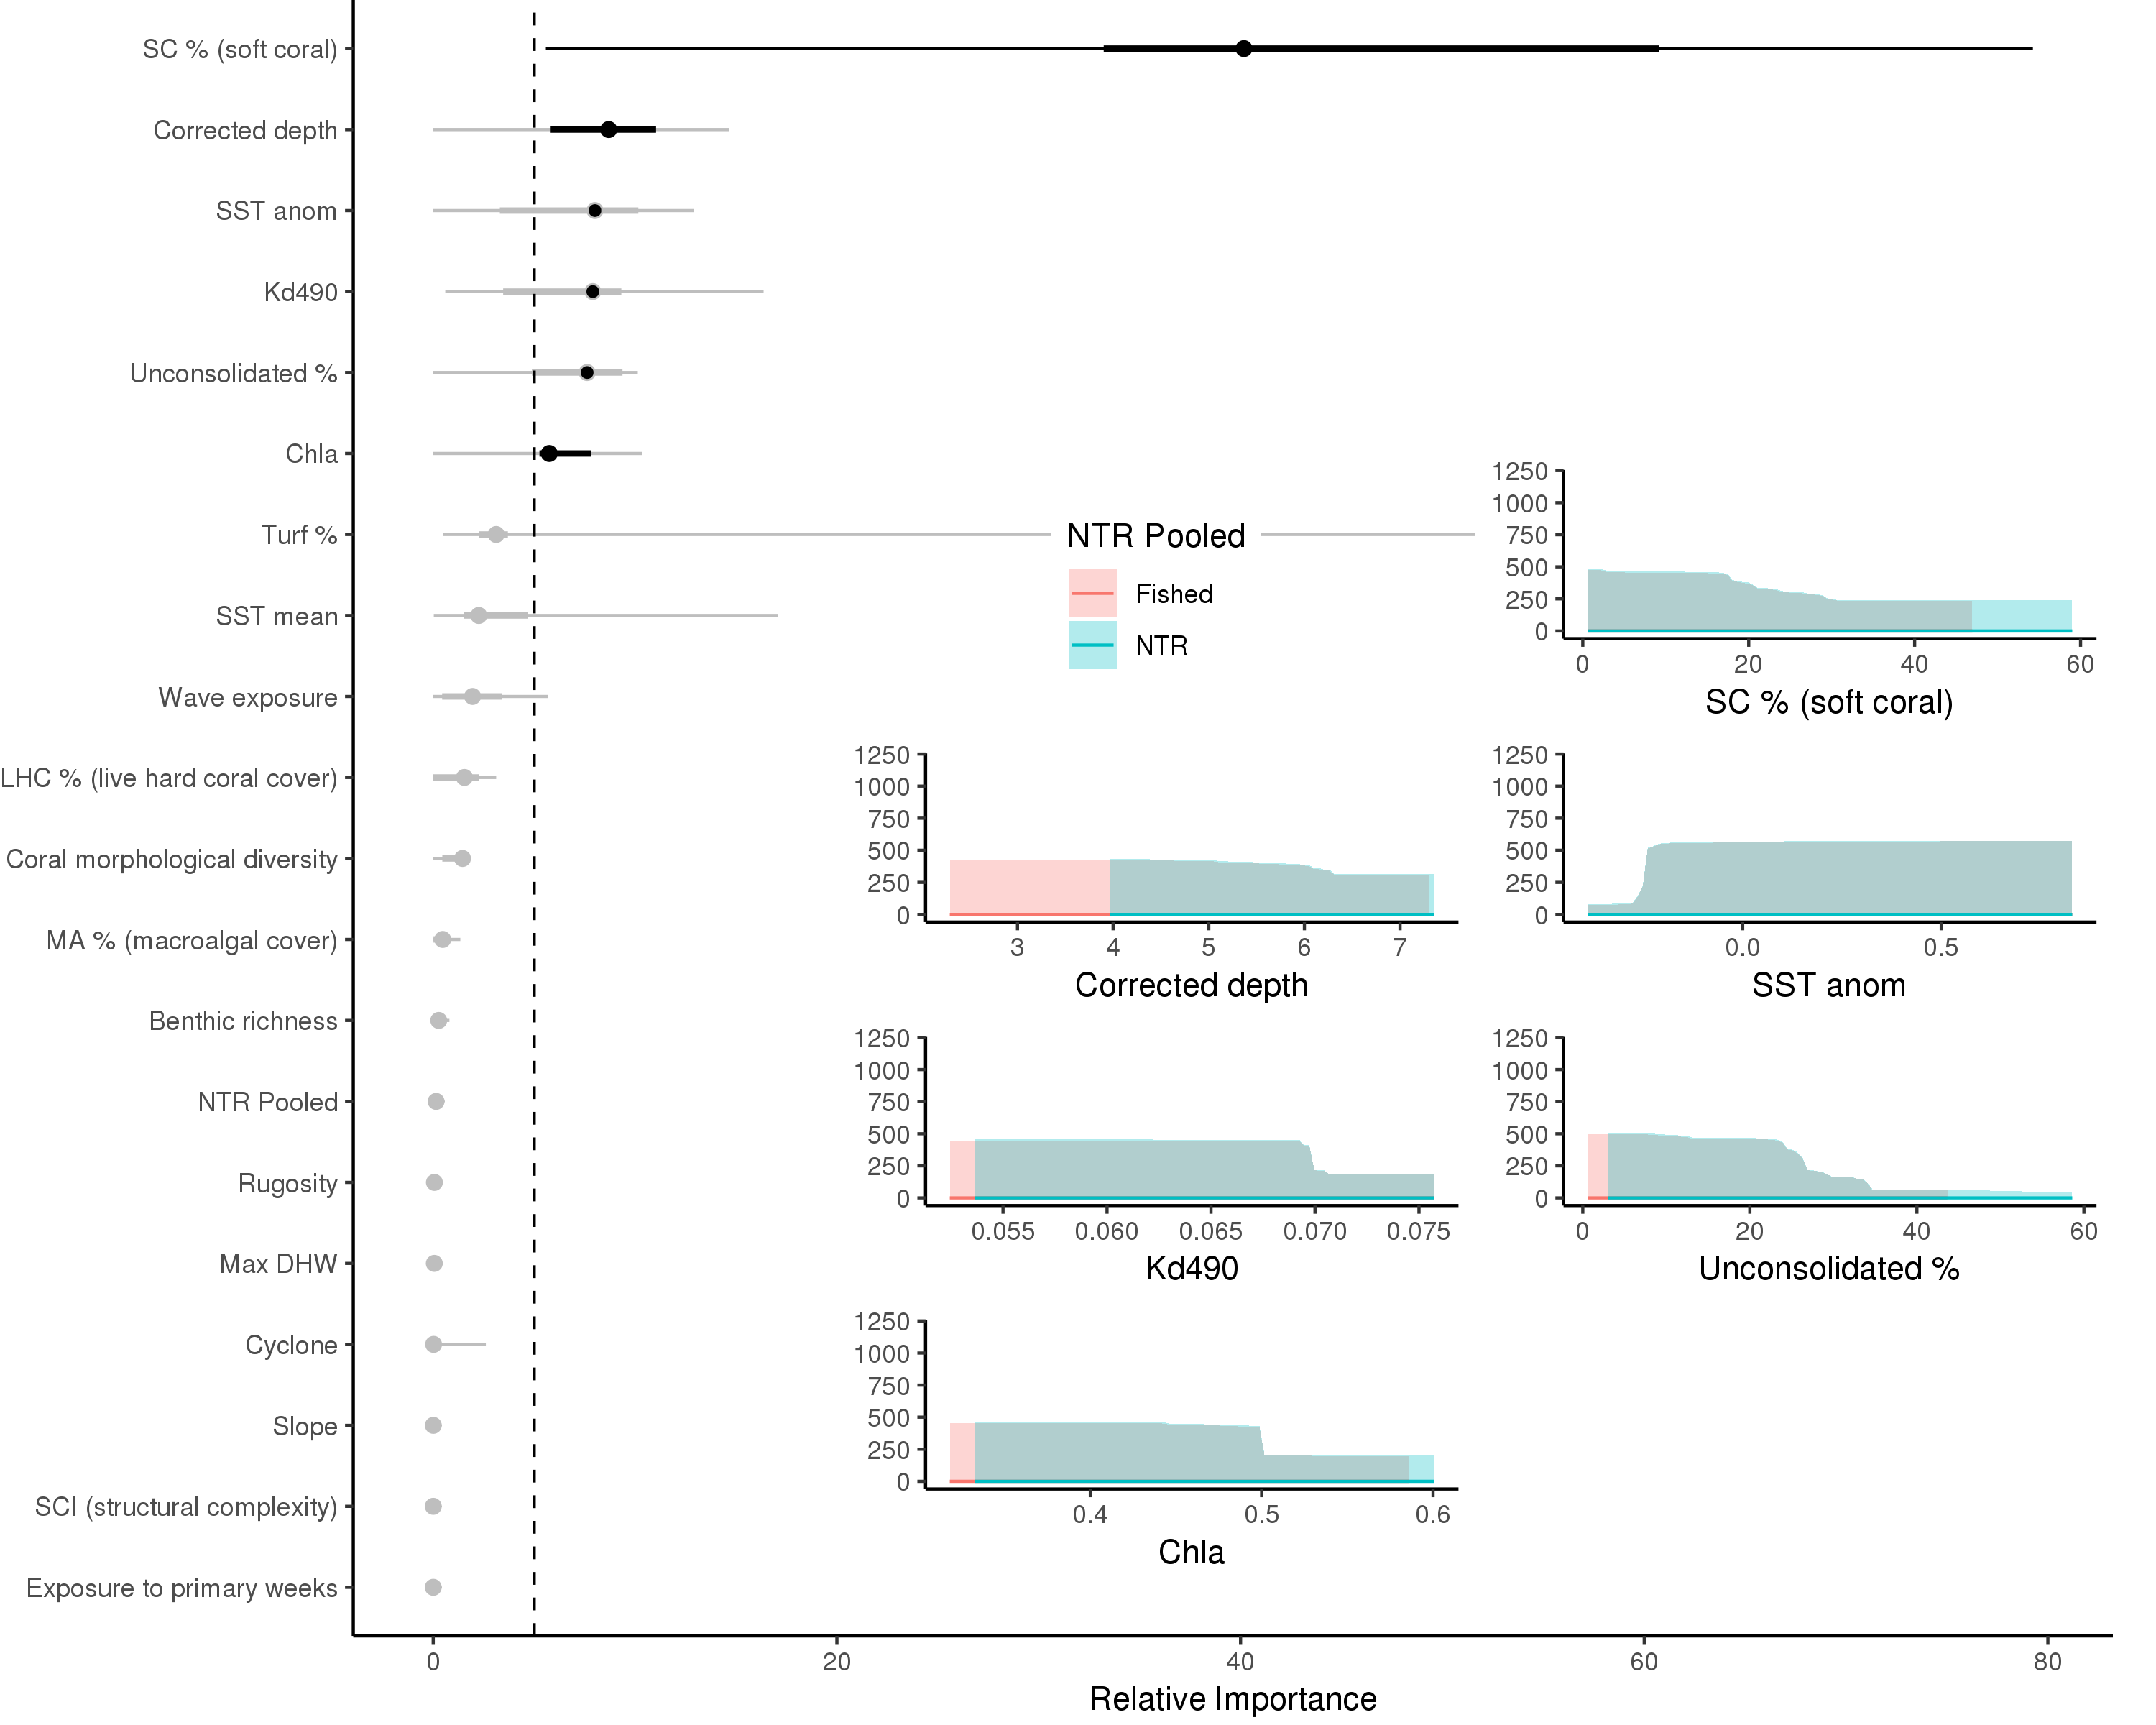 SC % (soft coral)
Corrected depth
SST anom
Kd490
Unconsolidated %
Chla
Turf %
SST mean
Wave exposure
LHC % (live hard coral cover)
Coral morphological diversity
MA % (macroalgal cover)
Benthic richness
NTR Pooled
Rugosity
Max DHW
Cyclone
Slope
SCI (structural complexity)
Exposure to primary weeks
0 20 40 60 80
Relative Importance
NTR Pooled
Fished
NTR
1250
1000
750
500
250
0
0 20 40 60
SC % (soft coral)
1250
1000
750
500
250
0
3 4 5 6 7
Corrected depth
1250
1000
750
500
250
0
0.0 0.5
SST anom
1250
1000
750
500
250
0
0.055 0.060 0.065 0.070 0.075
Kd490
1250
1000
750
500
250
0
0 20 40 60
Unconsolidated %
1250
1000
750
500
250
0
0.4 0.5 0.6
Chla